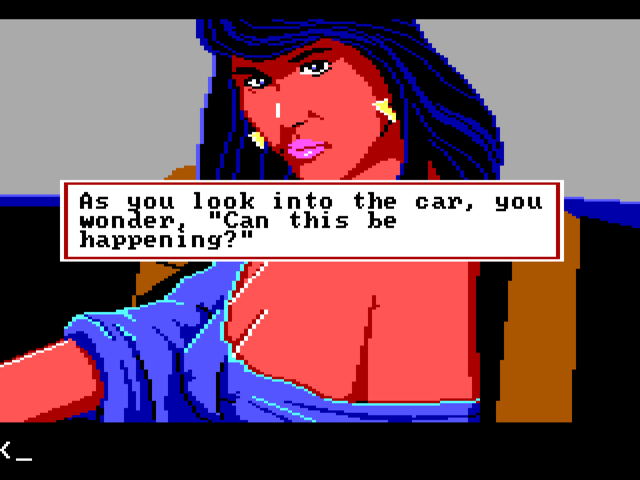 As you look into the car, you
wonder, "Can this be
happening?"